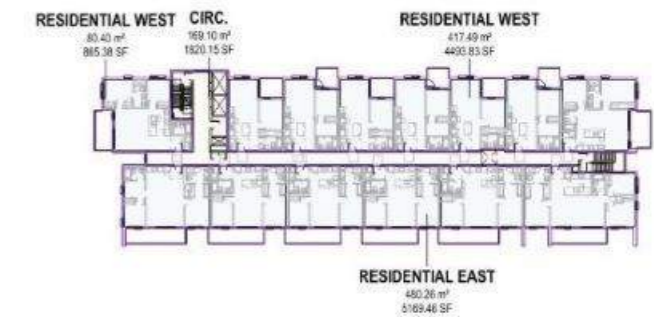 RESIDENTIAL WEST
80.40 m²
865.38 SF
CIRC.
169.10 m²
1820.15 SF
RESIDENTIAL WEST
417.49 m²
4493.83 SF
RESIDENTIAL EAST
480.26 m²
5169.46 SF